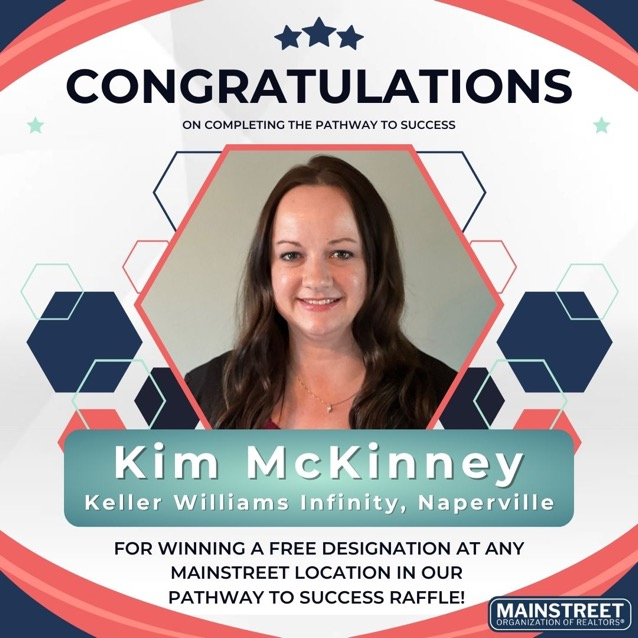 CONGRATULATIONS
ON COMPLETING THE PATHWAY TO SUCCESS
Kim McKinney
Keller Williams Infinity, Naperville
FOR WINNING A FREE DESIGNATION AT ANY
MAINSTREET LOCATION IN OUR
PATHWAY TO SUCCESS RAFFLE!
MAINSTREET
ORGANIZATION OF REALTORS®